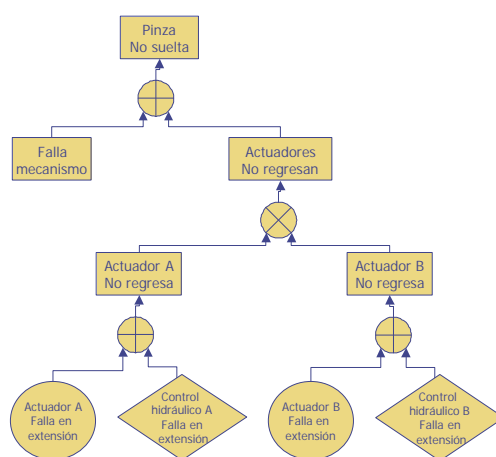 Pinza
No suelta
Falla
mecanismo
Actuadores
No regresan
Actuador A
No regresa
Actuador B
No regresa
Actuador A
Falla en
extensión
Control
hidráulico A
Falla en
extensión
Actuador B
Falla en
extensión
Control
hidráulico B
Falla en
extensión